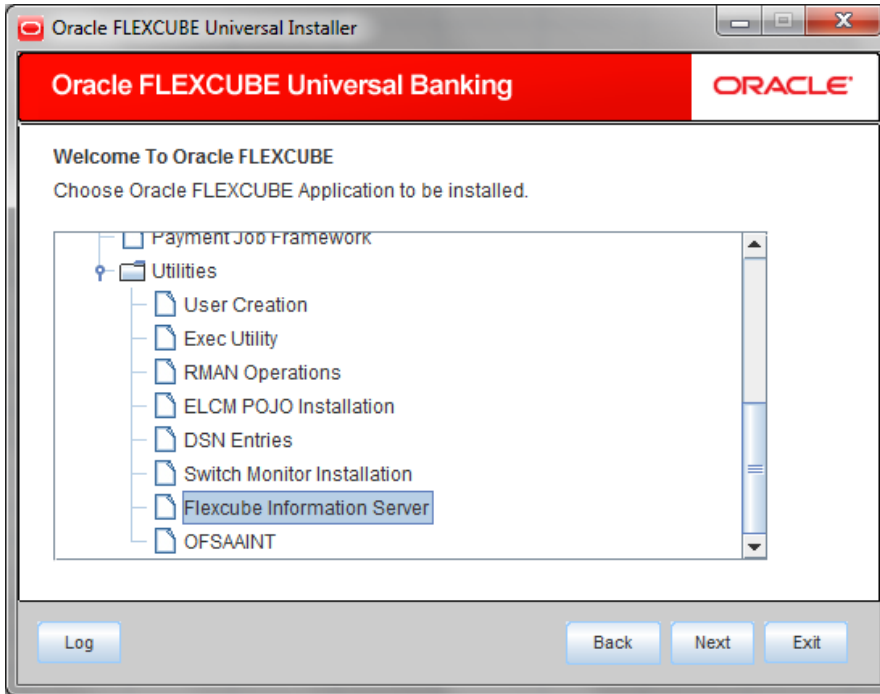 Oracle FLEXCUBE Universal Installer
Oracle FLEXCUBE Universal Banking
ORACLE
Welcome To Oracle FLEXCUBE
Choose Oracle FLEXCUBE Application to be installed.
Payment Job Framework
Utilities
User Creation
Exec Utility
RMAN Operations
ELCM POJO Installation
DSN Entries
Switch Monitor Installation
Flexcube Information Server
OFSAAINT
Log Back Next Exit